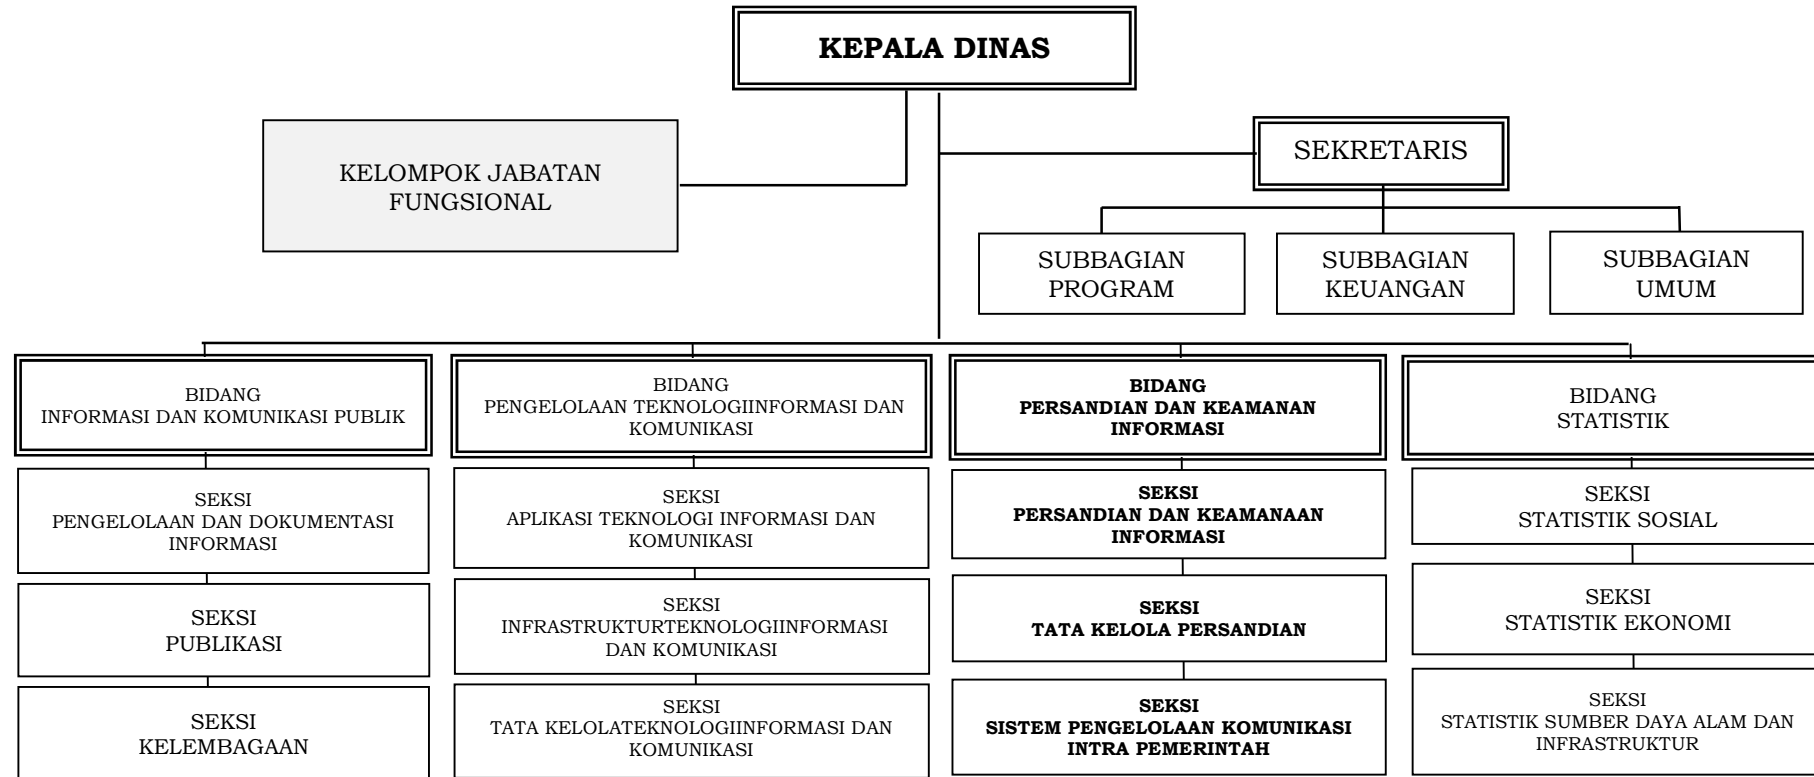 KEPALA DINAS
KELOMPOK JABATAN
FUNGSIONAL
SEKRETARIS
SUBBAGIAN
PROGRAM
SUBBAGIAN
KEUANGAN
SUBBAGIAN
UMUM
BIDANG
INFORMASI DAN KOMUNIKASI PUBLIK
BIDANG
PENGELOLAAN TEKNOLOGIINFORMASI DAN
KOMUNIKASI
BIDANG
PERSANDIAN DAN KEAMANAN
INFORMASI
BIDANG
STATISTIK
SEKSI
PENGELOLAAN DAN DOKUMENTASI
INFORMASI
SEKSI
APLIKASI TEKNOLOGI INFORMASI DAN
KOMUNIKASI
SEKSI
PERSANDIAN DAN KEAMANAAN
INFORMASI
SEKSI
STATISTIK SOSIAL
SEKSI
PUBLIKASI
SEKSI
INFRASTRUKTURTEKNOLOGIINFORMASI
DAN KOMUNIKASI
SEKSI
TATA KELOLA PERSANDIAN
SEKSI
STATISTIK EKONOMI
SEKSI
KELEMBAGAAN
SEKSI
TATA KELOLATEKNOLOGIINFORMASI DAN
KOMUNIKASI
SEKSI
SISTEM PENGELOLAAN KOMUNIKASI
INTRA PEMERINTAH
SEKSI
STATISTIK SUMBER DAYA ALAM DAN
INFRASTRUKTUR